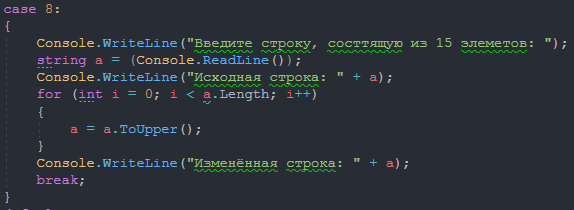 case 8:
{
Console.WriteLine("Введите строку, состтящую из 15 элеметов: ");
string a = (Console.ReadLine());
Console.WriteLine("Исходная строка: " + a);
for (int i = 0; i < a.Length; i++)
{
a = a.ToUpper();
}
Console.WriteLine("Изменённая строка: " + a);
break;
}